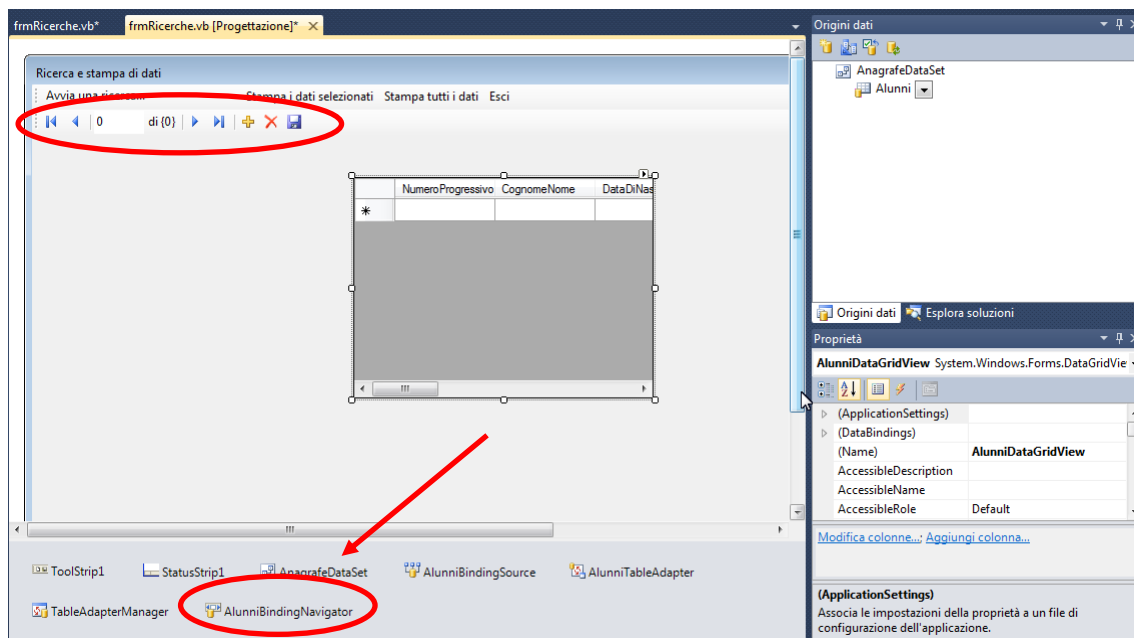 frmRicerche.vb*
frmRicerche.vb [Progettazione]*
Ricerca e stampa di dati
Avvia una ricerca... Stampa i dati selezionati Stampa tutti i dati Esci
0 di {0}
NumeroProgressivo CognomeNome DataDiNas
ToolStrip1 StatusStrip1 AnagrafeDataSet AlunniBindingSource AlunniTableAdapter
TableAdapterManager AlunniBindingNavigator
Origini dati
AnagrafeDataSet
Alunni
Origini dati Esplora soluzioni
Proprietà
AlunniDataGridView System.Windows.Forms.DataGridVie
(ApplicationSettings)
(DataBindings)
(Name) AlunniDataGridView
AccessibleDescription
AccessibleName
AccessibleRole Default
Modifica colonne...; Aggiungi colonna...
(ApplicationSettings)
Associa le impostazioni della proprietà a un file di
configurazione dell'applicazione.